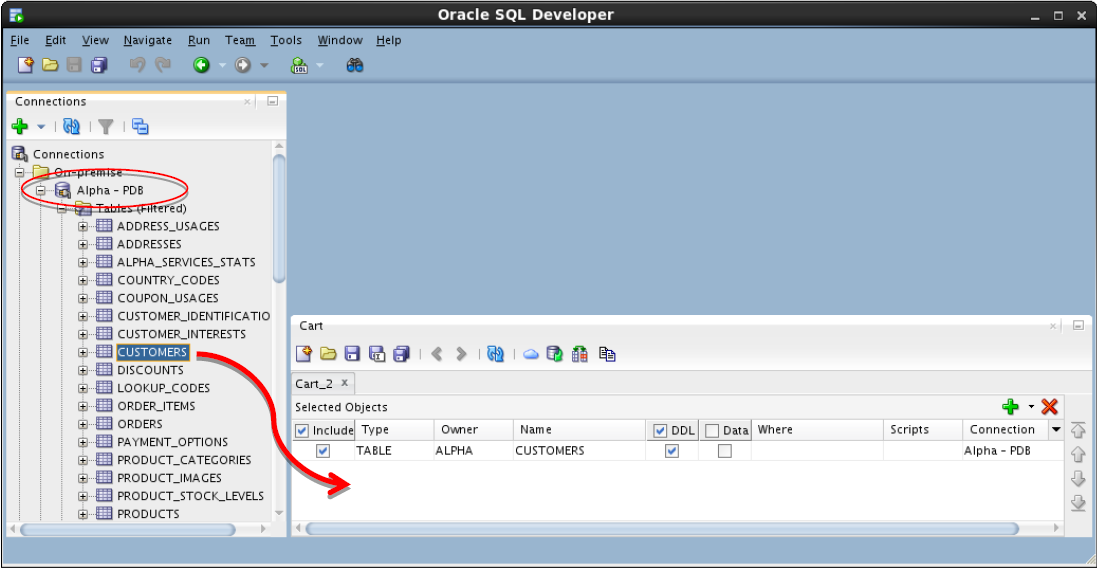 Oracle SQL Developer
File Edit View Navigate Run Team Tools Window Help
SQL
Connections
Connections
On-premise
Alpha - PDB
Tables (Filtered)
ADDRESS_USAGES
ADDRESSES
ALPHA_SERVICES_STATS
COUNTRY_CODES
COUPON_USAGES
CUSTOMER_IDENTIFICATIO
CUSTOMER_INTERESTS
CUSTOMERS
DISCOUNTS
LOOKUP_CODES
ORDER_ITEMS
ORDERS
PAYMENT_OPTIONS
PRODUCT_CATEGORIES
PRODUCT_IMAGES
PRODUCT_STOCK_LEVELS
PRODUCTS
Cart
Cart_2 x
Selected Objects
Include Type Owner Name DDL Data Where Scripts Connection
TABLE ALPHA CUSTOMERS Alpha - PDB